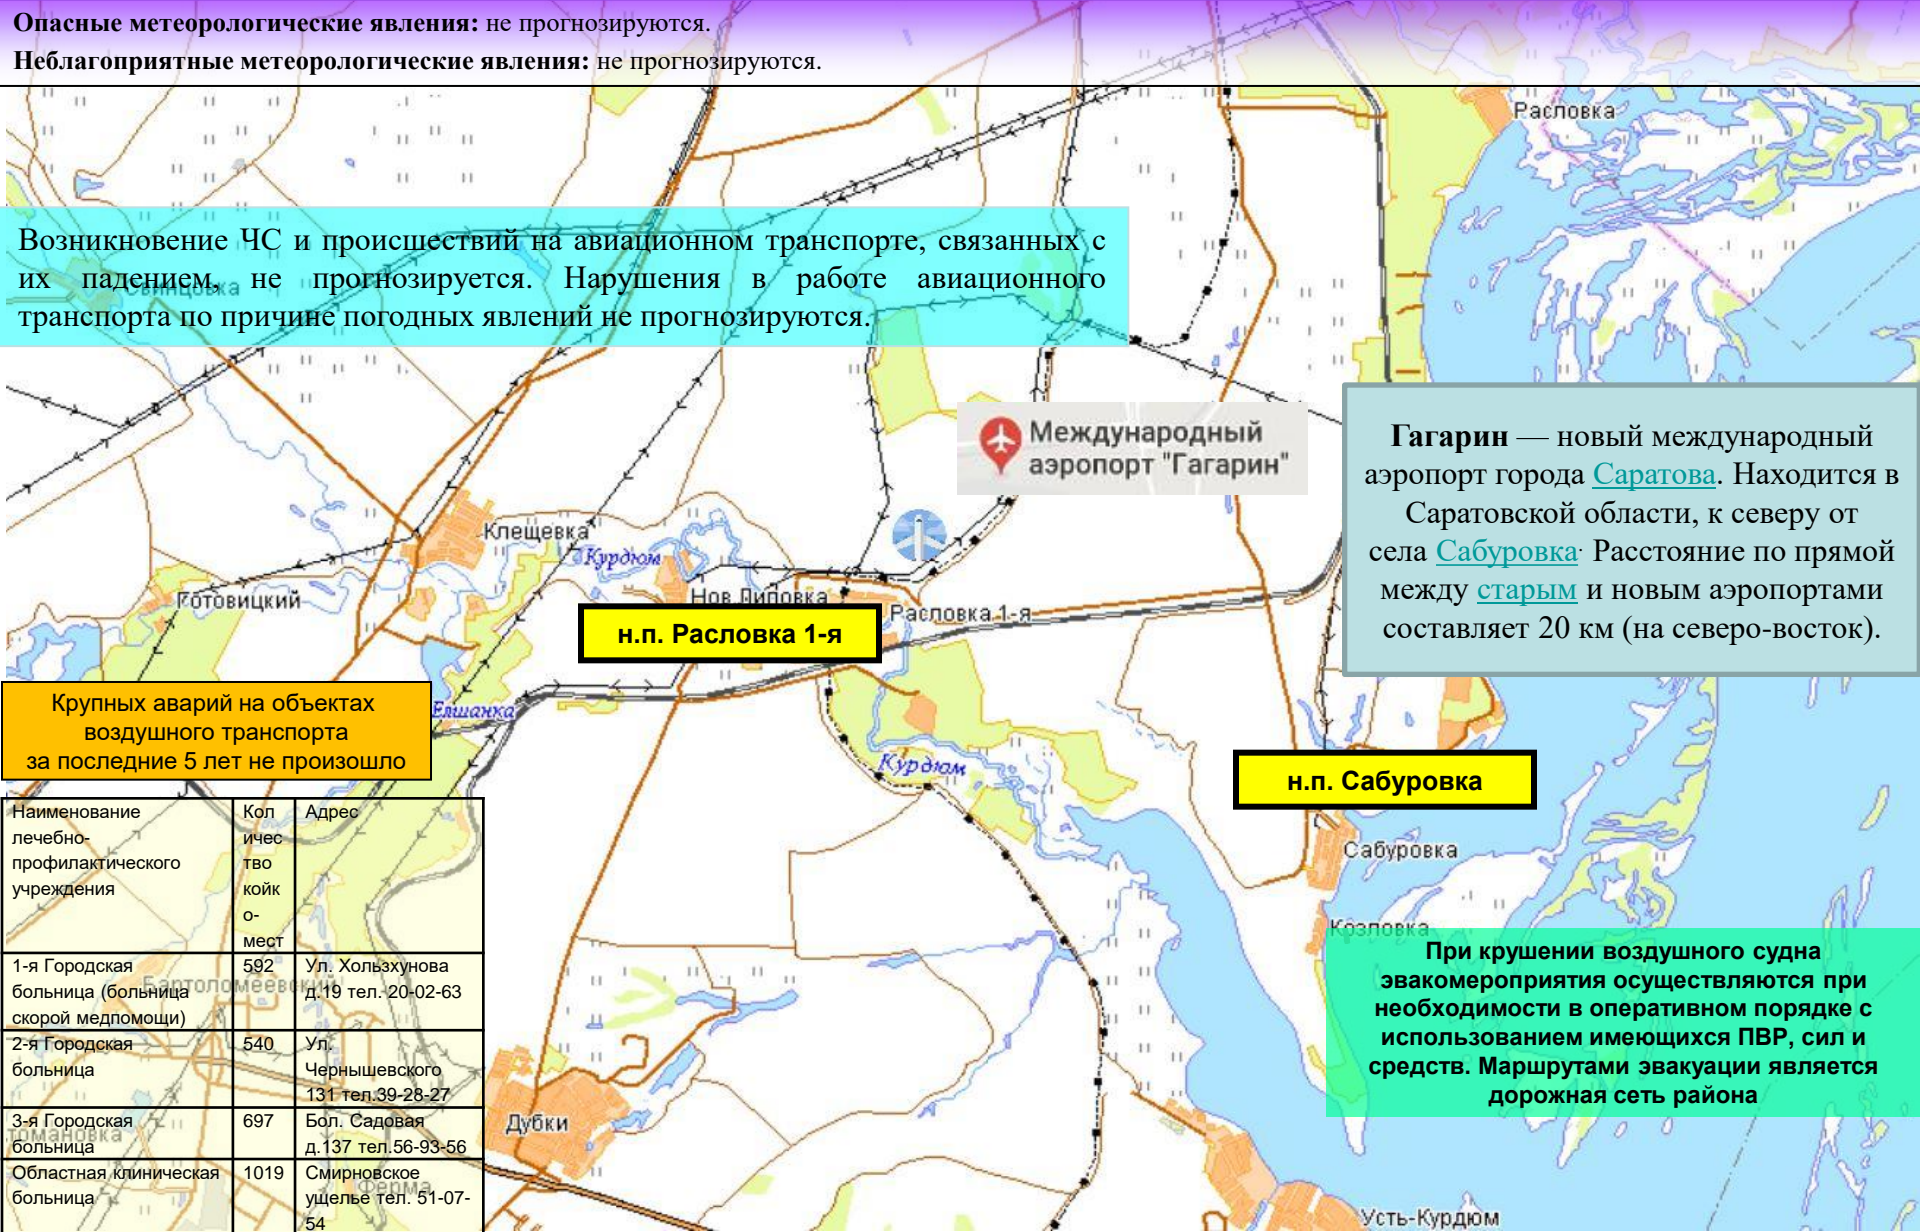 Опасные метеорологические явления: не прогнозируются.
Неблагоприятные метеорологические явления: не прогнозируются.
Расловка
Возникновение ЧС и происшествий на авиационном транспорте, связанных с
их падением, не прогнозируется. Нарушения в работе авиационного
транспорта по причине погодных явлений не прогнозируются.
Свинцовка
Международный
аэропорт "Гагарин"
Гагарин — новый международный
аэропорт города Саратова. Находится в
Саратовской области, к северу от
села Сабуровка. Расстояние по прямой
между старым и новым аэропортами
составляет 20 км (на северо-восток).
Клещевка
Курдюм
Готовицкий
Нов.Липовка
Расловка 1-я
н.п. Расловка 1-я
Елшанка
Крупных аварий на объектах
воздушного транспорта
за последние 5 лет не произошло
Курдюм
н.п. Сабуровка
Сабуровка
Козловка
Наименование
лечебно-
профилактического
учреждения
Кол
ичес
тво
койк
о-
мест
Адрес
1-я Городская
больница (больница
скорой медпомощи)
592
Ул. Хользхунова
д.19 тел. 20-02-63
Бартоломеевский
2-я Городская
больница
540
Ул.
Чернышевского
131 тел.39-28-27
3-я Городская
больница
697
Бол. Садовая
д.137 тел.56-93-56
томановка
Областная клиническая
больница
1019
Смирновское
ущелье тел. 51-07-
54
Ферма
Дубки
При крушении воздушного судна
эвакомероприятия осуществляются при
необходимости в оперативном порядке с
использованием имеющихся ПВР, сил и
средств. Маршрутами эвакуации является
дорожная сеть района
Усть-Курдюм